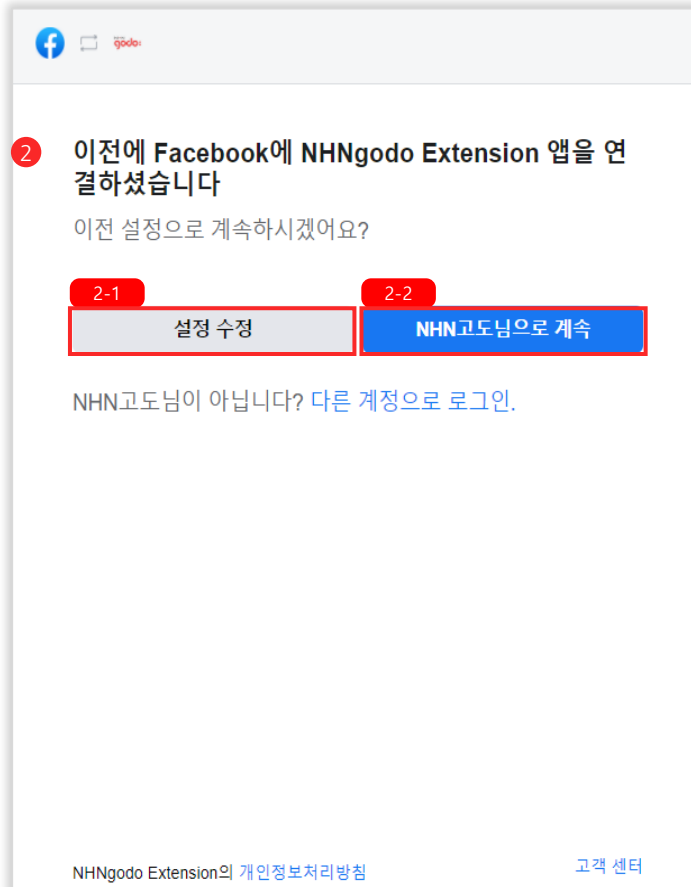 godo:
2
이전에 Facebook에 NHNgodo Extension 앱을 연
결하셨습니다
이전 설정으로 계속하시겠어요?
2-1
2-2
설정 수정
NHN고도님으로 계속
NHN고도님이 아닙니다? 다른 계정으로 로그인.
NHNgodo Extension의 개인정보처리방침
고객 센터